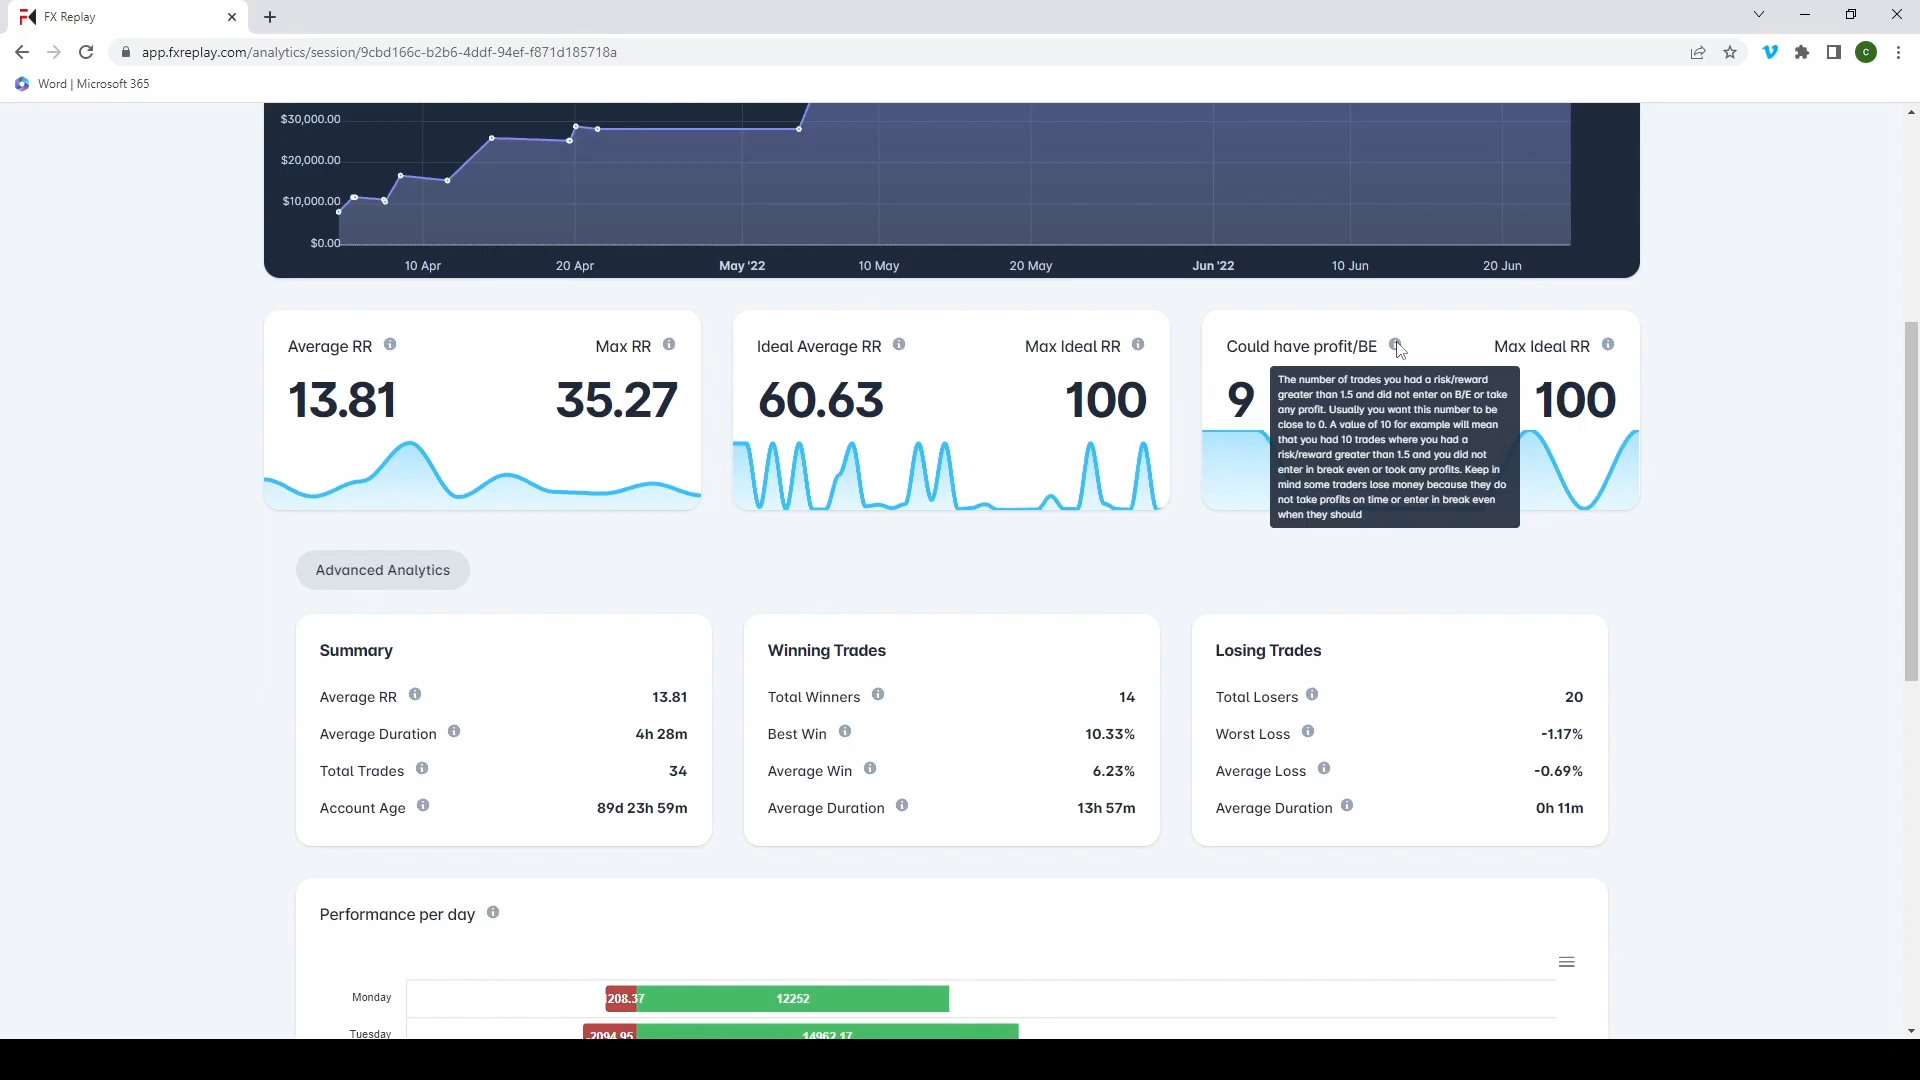 FX Replay
app.fxreplay.com/analytics/session/9cbd166c-b2b6-4ddf-94ef-f871d185718a
C
Word | Microsoft 365
$30,000.00
$20,000.00
$10,000.00
$0.00
10 Apr 20 Apr May '22 10 May 20 May Jun '22 10 Jun 20 Jun
Average RR Max RR
13.81 35.27
Ideal Average RR Max Ideal RR
60.63 100
Could have profit/BE Max Ideal RR
9 100
The number of trades you had a risk/reward
greater than 1.5 and did not enter on B/E or take
any profit. Usually you want this number to be
close to 0. A value of 10 for example will mean
that you had 10 trades where you had a
risk/reward greater than 1.5 and you did not
enter in break even or took any profits. Keep in
mind some traders lose money because they do
not take profits on time or enter in break even
when they should
Advanced Analytics
Summary
Average RR 13.81
Average Duration 4h 28m
Total Trades 34
Account Age 89d 23h 59m
Winning Trades
Total Winners 14
Best Win 10.33%
Average Win 6.23%
Average Duration 13h 57m
Losing Trades
Total Losers 20
Worst Loss -1.17%
Average Loss -0.69%
Average Duration 0h 11m
Performance per day
Monday 208.37 12252
Tuesday -2094.95 14962.17